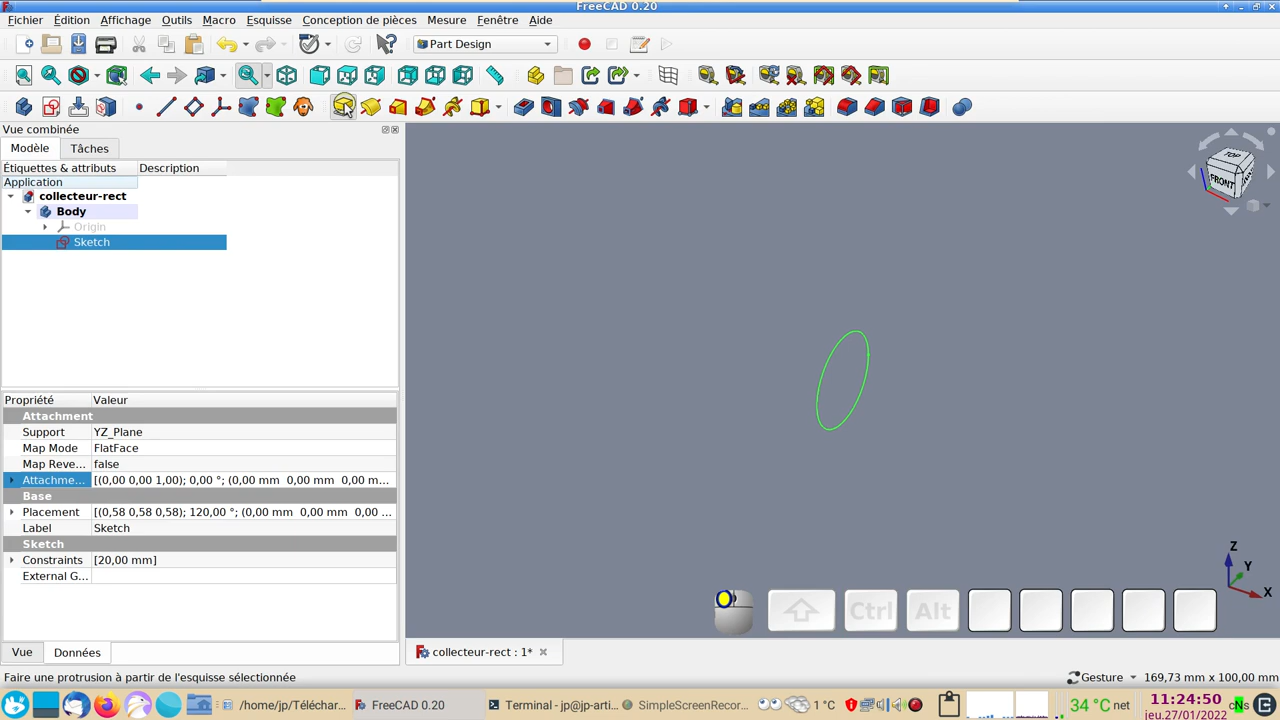 FreeCAD 0.20
Fichier Édition Affichage Outils Macro Esquisse Conception de pièces Mesure Fenêtre Aide
Part Design
Vue combinée
Modèle Tâches
Étiquettes & attributs Description
Application
collecteur-rect
Body
Origin
Sketch
TOP
FRONT
Propriété Valeur
Attachment
Support YZ_Plane
Map Mode FlatFace
Map Reve... false
Attachme... [(0,00 0,00 1,00); 0,00 °; (0,00 mm 0,00 mm 0,00 m...
Base
Placement [(0,58 0,58 0,58); 120,00 °; (0,00 mm 0,00 mm 0,00 ...
Label Sketch
Sketch
Constraints [20,00 mm]
External G...
Z
Y
X
Ctrl Alt
Vue Données
collecteur-rect : 1*
Faire une protrusion à partir de l'esquisse sélectionnée
Gesture 169,73 mm x 100,00 mm
/home/jp/Téléchar... FreeCAD 0.20 Terminal - jp@jp-arti... SimpleScreenRecor... 1 °C 34 °C net 11:24:50 cNs
jeu.27/01/2022